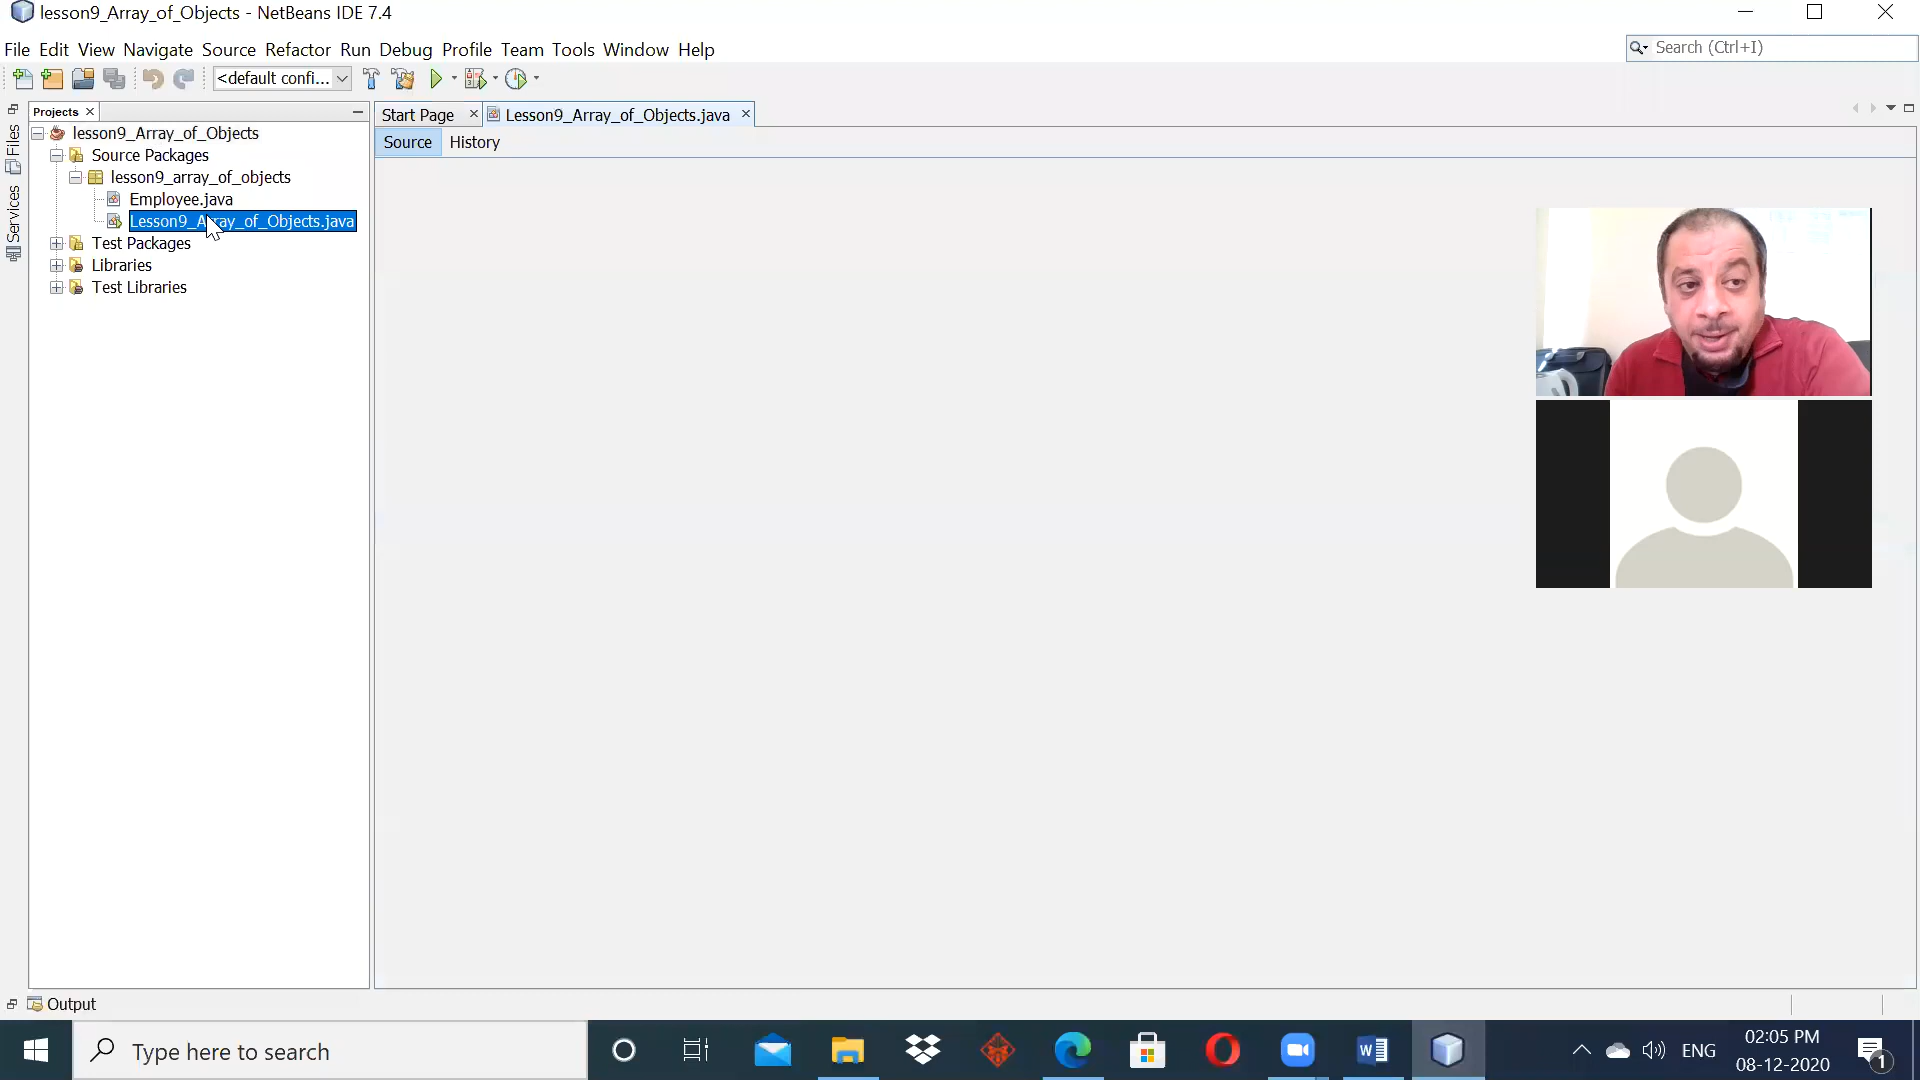 lesson9_Array_of_Objects - NetBeans IDE 7.4
File Edit View Navigate Source Refactor Run Debug Profile Team Tools Window Help
Search (Ctrl+I)
<default confi...
Projects
Start Page
Lesson9_Array_of_Objects.java
Files
Services
Source History
lesson9_Array_of_Objects
Source Packages
lesson9_array_of_objects
Employee.java
Lesson9_Array_of_Objects.java
Test Packages
Libraries
Test Libraries
Output
Type here to search
ENG
02:05 PM
08-12-2020
1